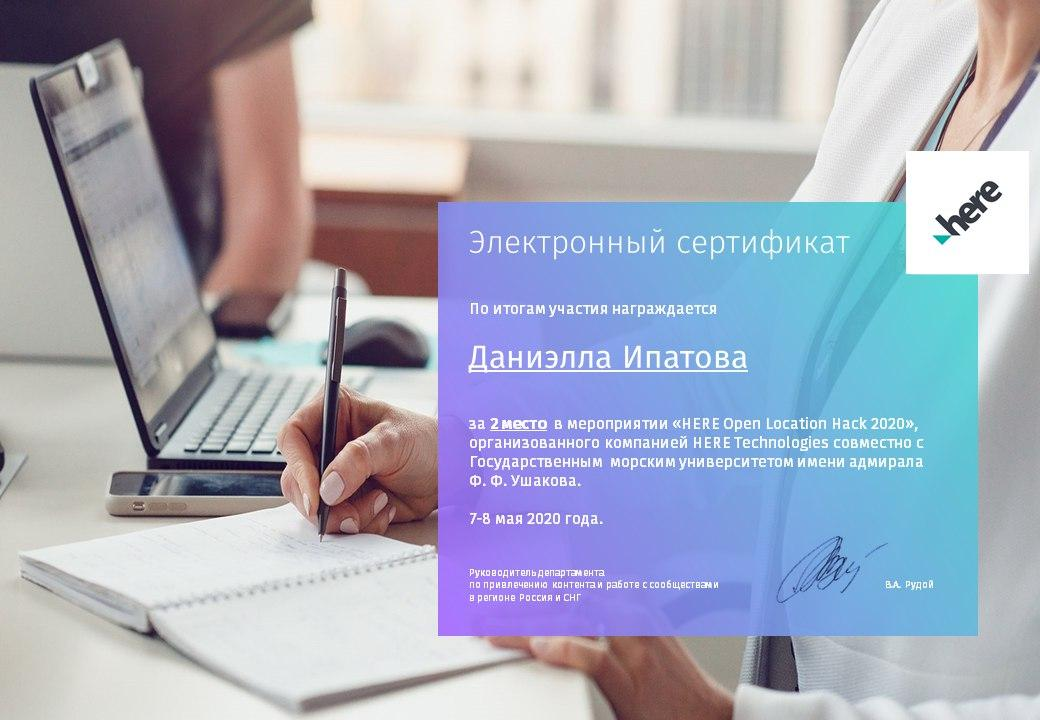 here
Электронный сертификат
По итогам участия награждается
Даниэлла Ипатова
за 2 место в мероприятии «HERE Open Location Hack 2020»,
организованного компанией HERE Technologies совместно с
Государственным морским университетом имени адмирала
Ф. Ф. Ушакова.
7-8 мая 2020 года.
Руководитель департамента
по привлечению контента и работе с сообществами
в регионе Россия и СНГ
В.А. Рудой